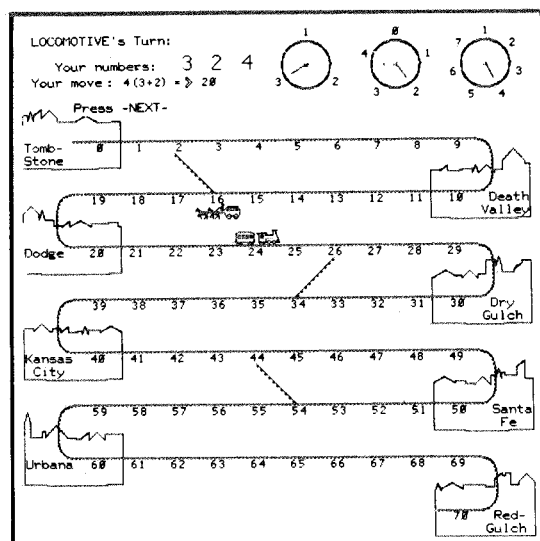 LOCOMOTIVE's Turn:
Your numbers: 3 2 4
Your move : 4(3+2) = > 20
Press -NEXT-
1
3 2
0
4 1
3 2
1
7 2
6 3
5 4
Tomb-
Stone
0 1 2 3 4 5 6 7 8 9
19 18 17 16 15 14 13 12 11 10
Death
Valley
Dodge
20 21 22 23 24 25 26 27 28 29
39 38 37 36 35 34 33 31 30
Dry
Gulch
Kansas
City
40 41 42 43 44 45 46 47 48 49
59 58 57 56 55 54 53 52 51 50
Santa
Fe
Urbana
60 61 62 63 64 65 66 67 68 69
70
Red-
Gulch